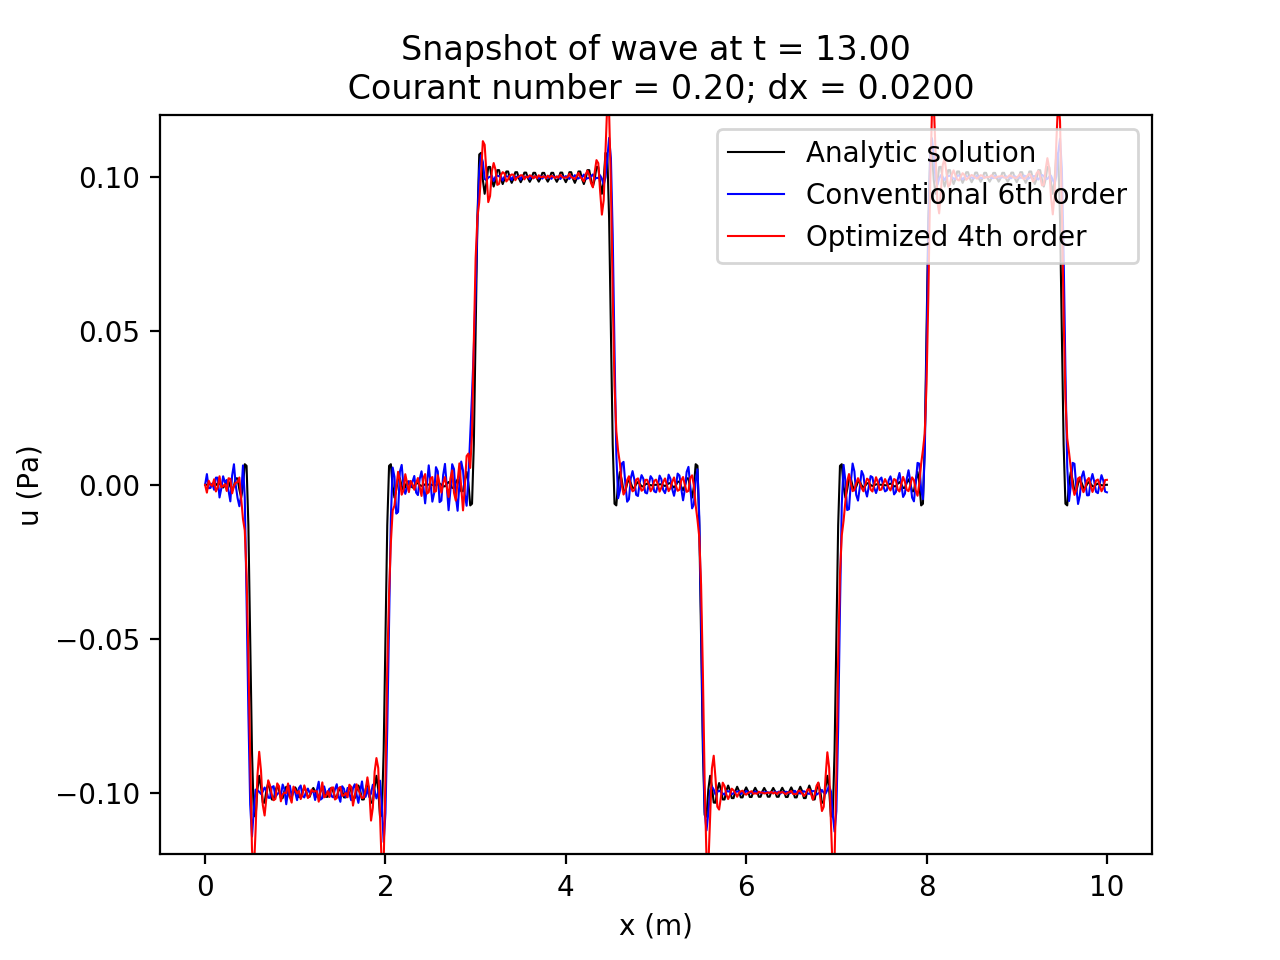 Snapshot of wave at t = 13.00
Courant number = 0.20; dx = 0.0200
Analytic solution
Conventional 6th order
Optimized 4th order
0.10
0.05
0.00
−0.05
−0.10
u (Pa)
0 2 4 6 8 10
x (m)